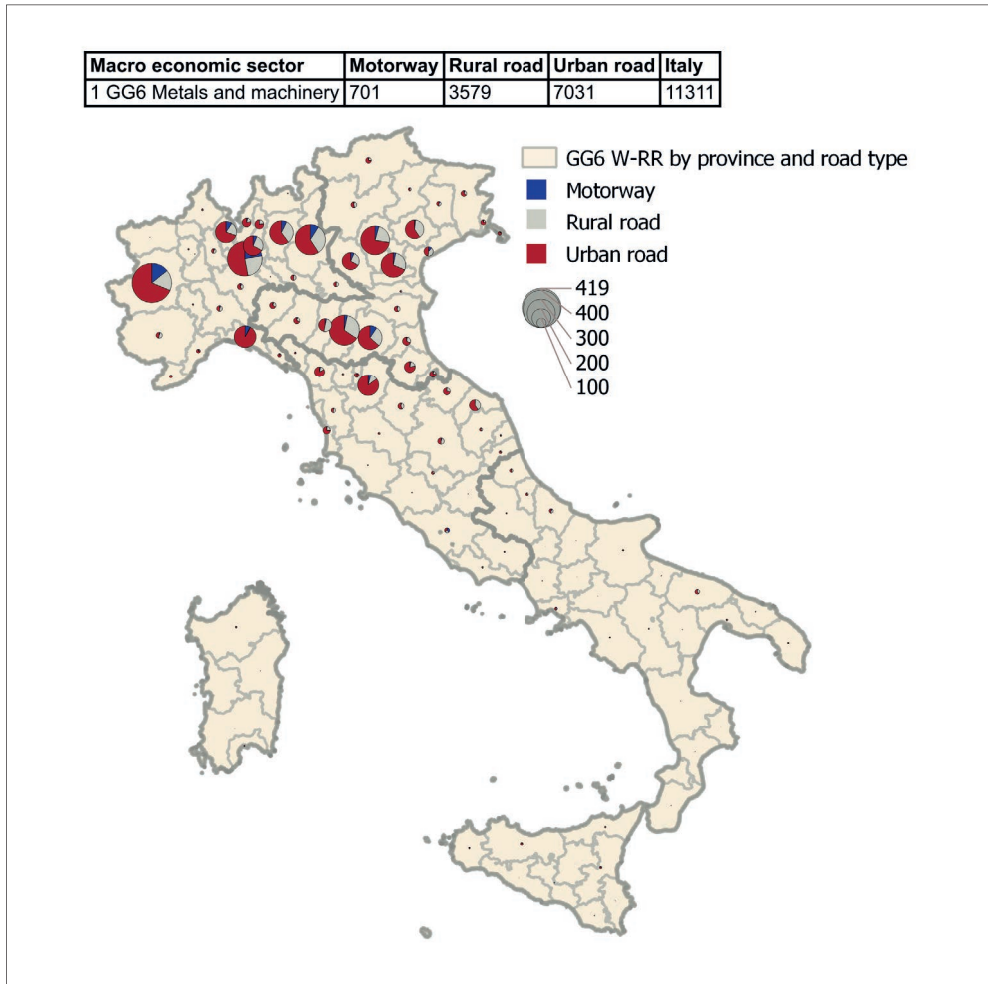 Macro economic sector Motorway Rural road Urban road Italy
1 GG6 Metals and machinery 701 3579 7031 11311
GG6 W-RR by province and road type
Motorway
Rural road
Urban road
419
400
300
200
100